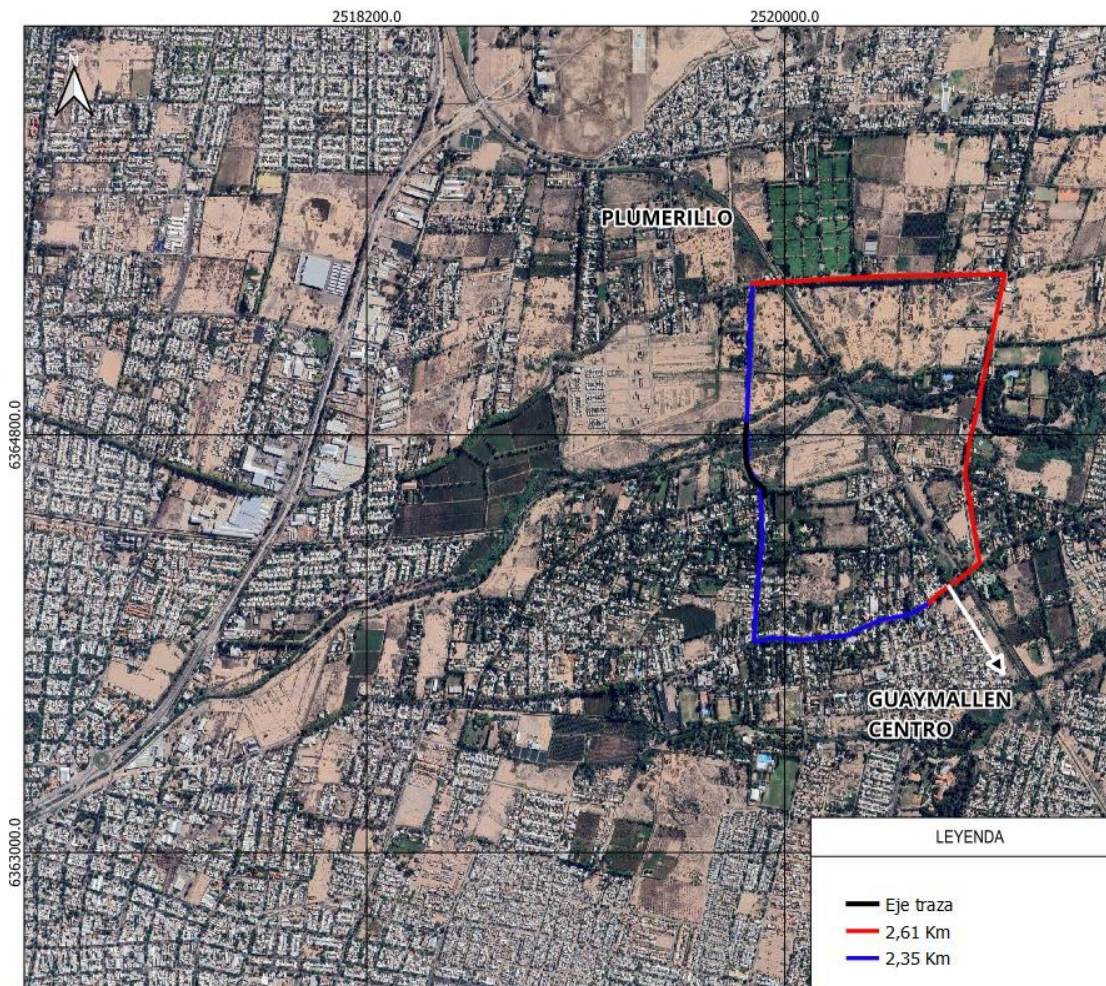 2518200.0
2520000.0
N
PLUMERILLO
6364800.0
GUAYMALLEN
CENTRO
6363000.0
LEYENDA
Eje traza
2,61 Km
2,35 Km